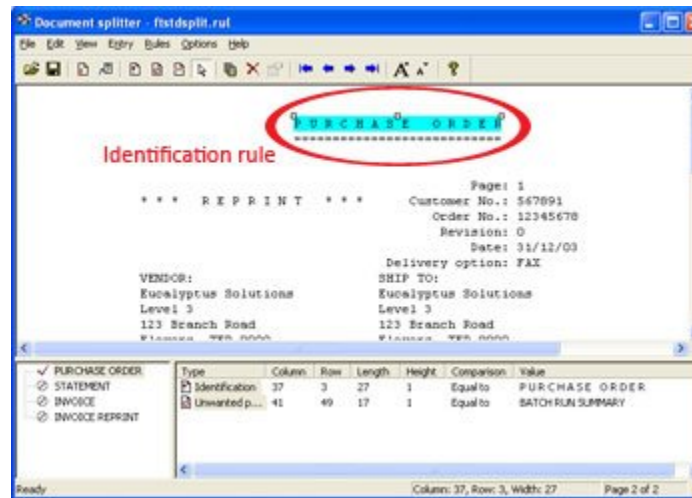 Document splitter - ftstdsplit.rul
File Edit View Entry Rules Options Help
PURCHASE ORDER
Identification rule
Page: 1
* * * R E P R I N T * * * Customer No.: 567891
Order No.: 12345678
Revision: 0
Date: 31/12/03
Delivery option: FAX
VENDOR: SHIP TO:
Eucalyptus Solutions Eucalyptus Solutions
Level 3 Level 3
123 Branch Road 123 Branch Road
PURCHASE ORDER
STATEMENT
INVOICE
INVOICE REPRINT
Type Column Row Length Height Comparison Value
Identification 37 3 27 1 Equal to PURCHASE ORDER
Unwanted p... 41 49 17 1 Equal to BATCH RUN SUMMARY
Ready Column: 37, Row: 3, Width: 27 Page 2 of 2